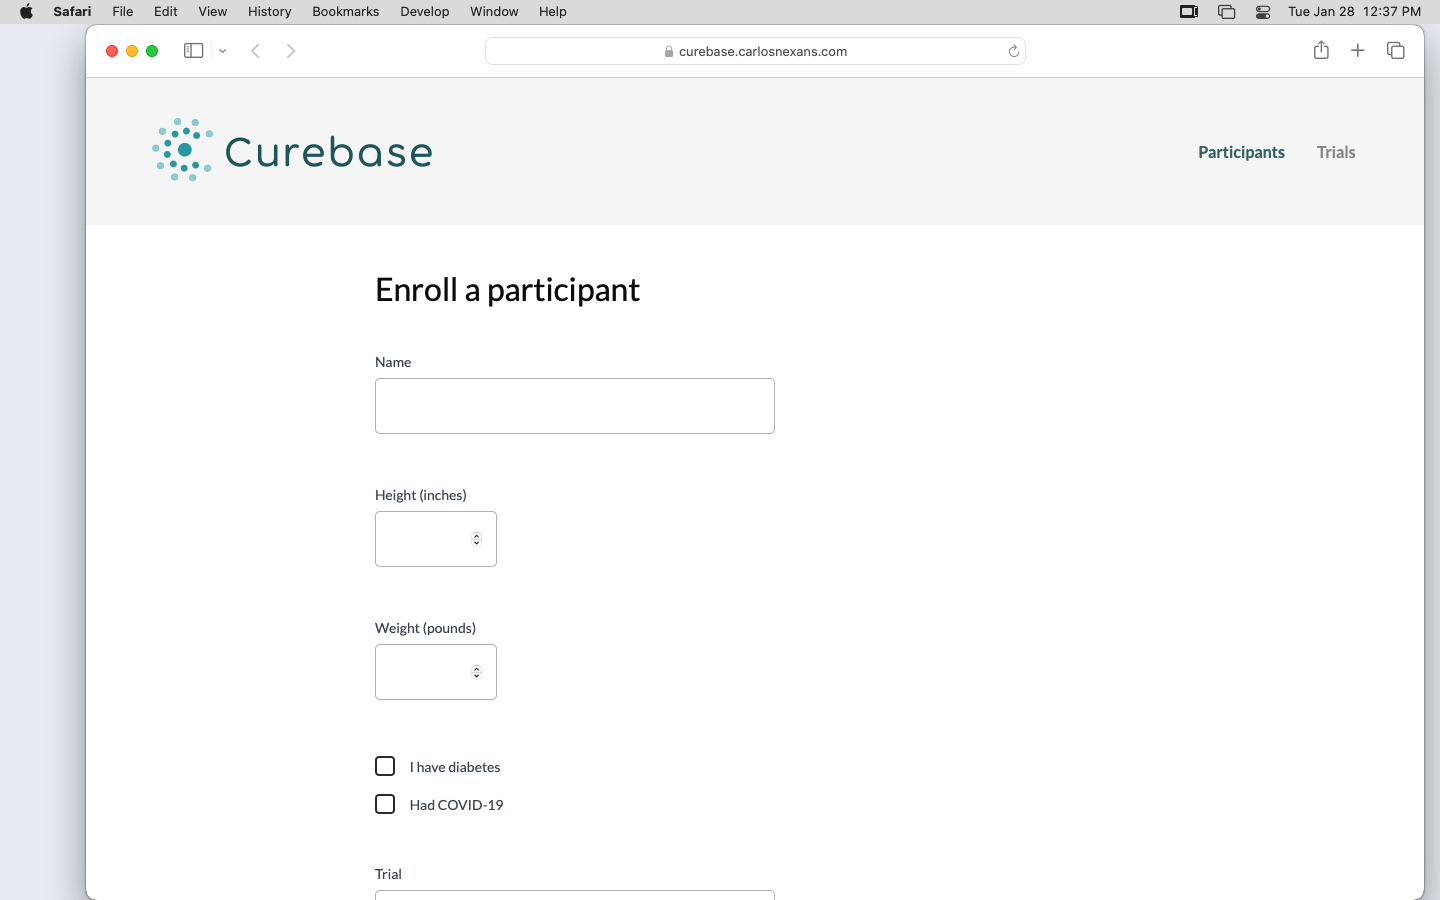 Safari File Edit View History Bookmarks Develop Window Help Tue Jan 28 12:37 PM
curebase.carlosnexans.com
Curebase
Participants Trials
Enroll a participant
Name
Height (inches)
Weight (pounds)
I have diabetes
Had COVID-19
Trial